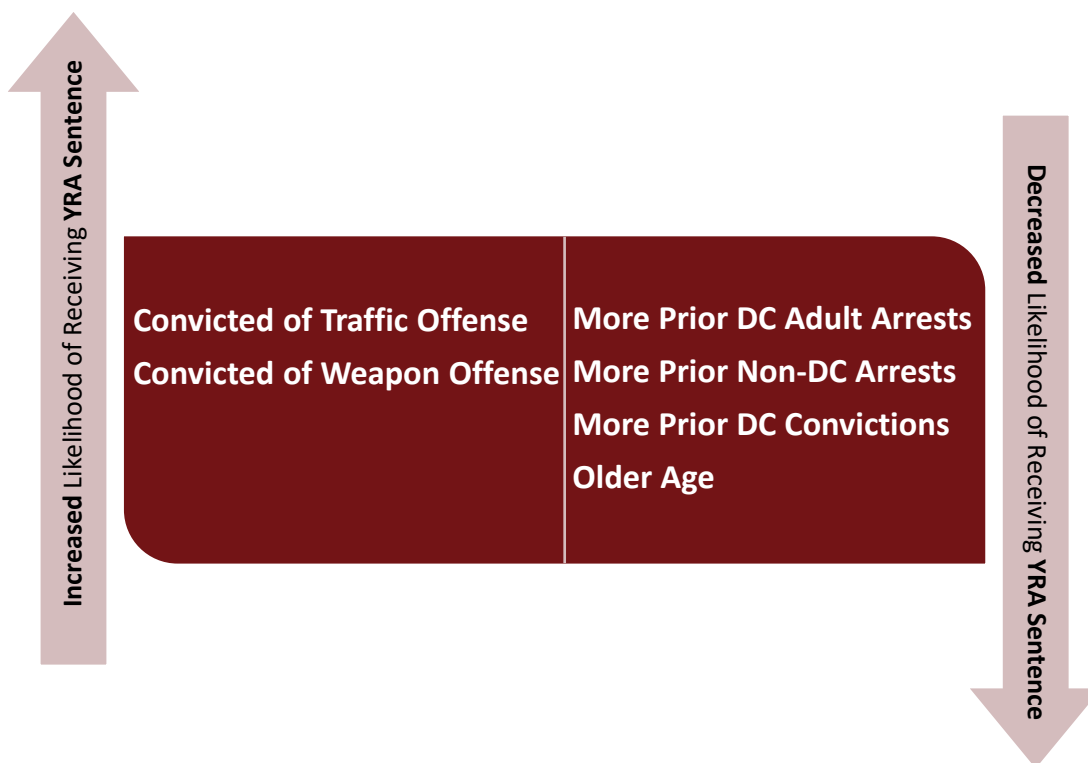 Increased Likelihood of Receiving YRA Sentence
Convicted of Traffic Offense
Convicted of Weapon Offense
More Prior DC Adult Arrests
More Prior Non-DC Arrests
More Prior DC Convictions
Older Age
Decreased Likelihood of Receiving YRA Sentence